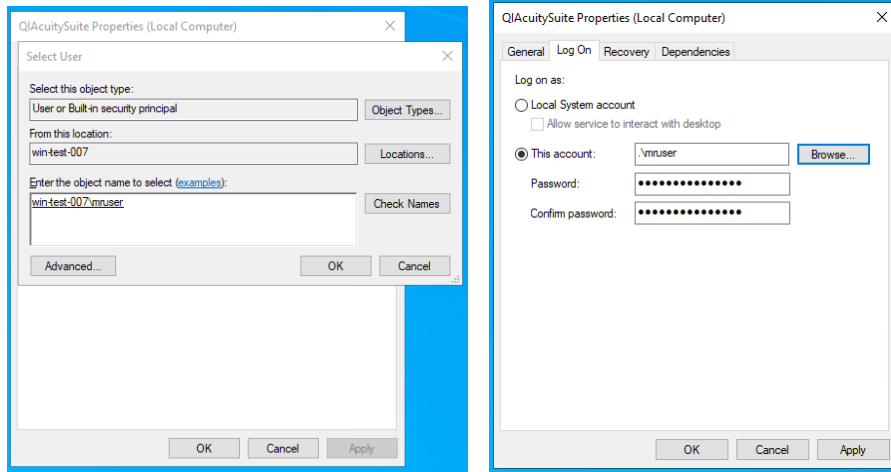 QIAcuitySuite Properties (Local Computer)
Select User
Select this object type:
User or Built-in security principal
Object Types...
From this location:
win-test-007
Locations...
Enter the object name to select (examples):
win-test-007\mruser
Check Names
Advanced...
OK
Cancel
OK
Cancel
Apply
QIAcuitySuite Properties (Local Computer)
General
Log On
Recovery
Dependencies
Log on as:
Local System account
Allow service to interact with desktop
This account:
.\mruser
Browse...
Password:
•••••••••••••••
Confirm password:
•••••••••••••••
OK
Cancel
Apply